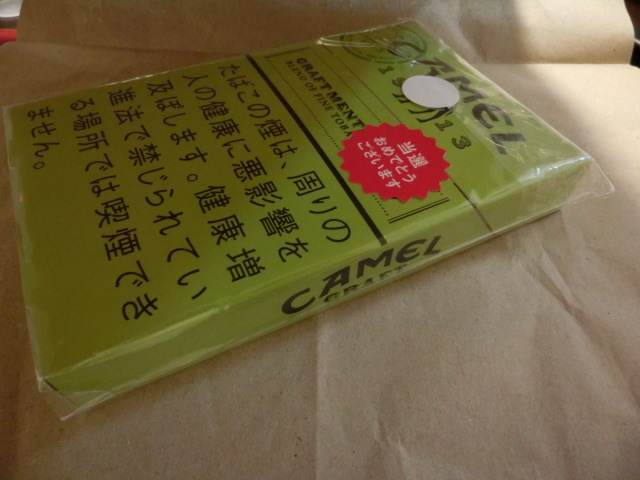 CAMEL
1913
CRAFT MENT
BLEND OF FINE
当選
おめでとう
ございます
たばこの煙は、周りの
人の健康に悪影響を
及ぼします。健康増
進法で禁じられてい
る場所では喫煙でき
ません。
CAMEL
CRAFT